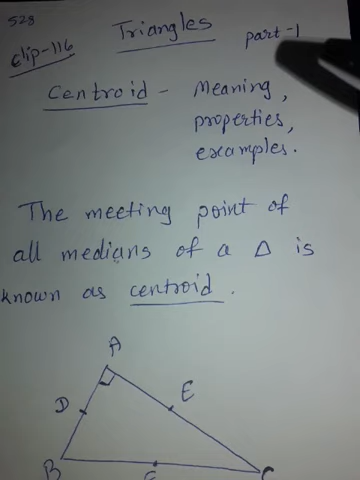 528
Triangles
part-1
clip-116
Centroid - Meaning,
properties,
examples.
The meeting point of
all medians of a Δ is
known as centroid.
A
D
E
B
C